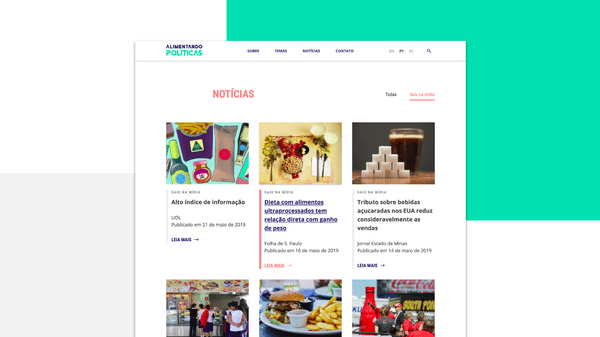 ALIMENTANDO
POLÍTICAS
SOBRE TEMAS NOTÍCIAS CONTATO EN PT ES
NOTÍCIAS
Todas Saiu na mídia
SAIU NA MÍDIA
Alto índice de informação
UOL
Publicado em 21 de maio de 2019
LEIA MAIS
SAIU NA MÍDIA
Dieta com alimentos
ultraprocessados tem
relação direta com ganho
de peso
Folha de S. Paulo
Publicado em 16 de maio de 2019
LEIA MAIS
SAIU NA MÍDIA
Tributo sobre bebidas
açucaradas nos EUA reduz
consideravelmente as
vendas
Jornal Estado de Minas
Publicado em 14 de maio de 2019
LEIA MAIS